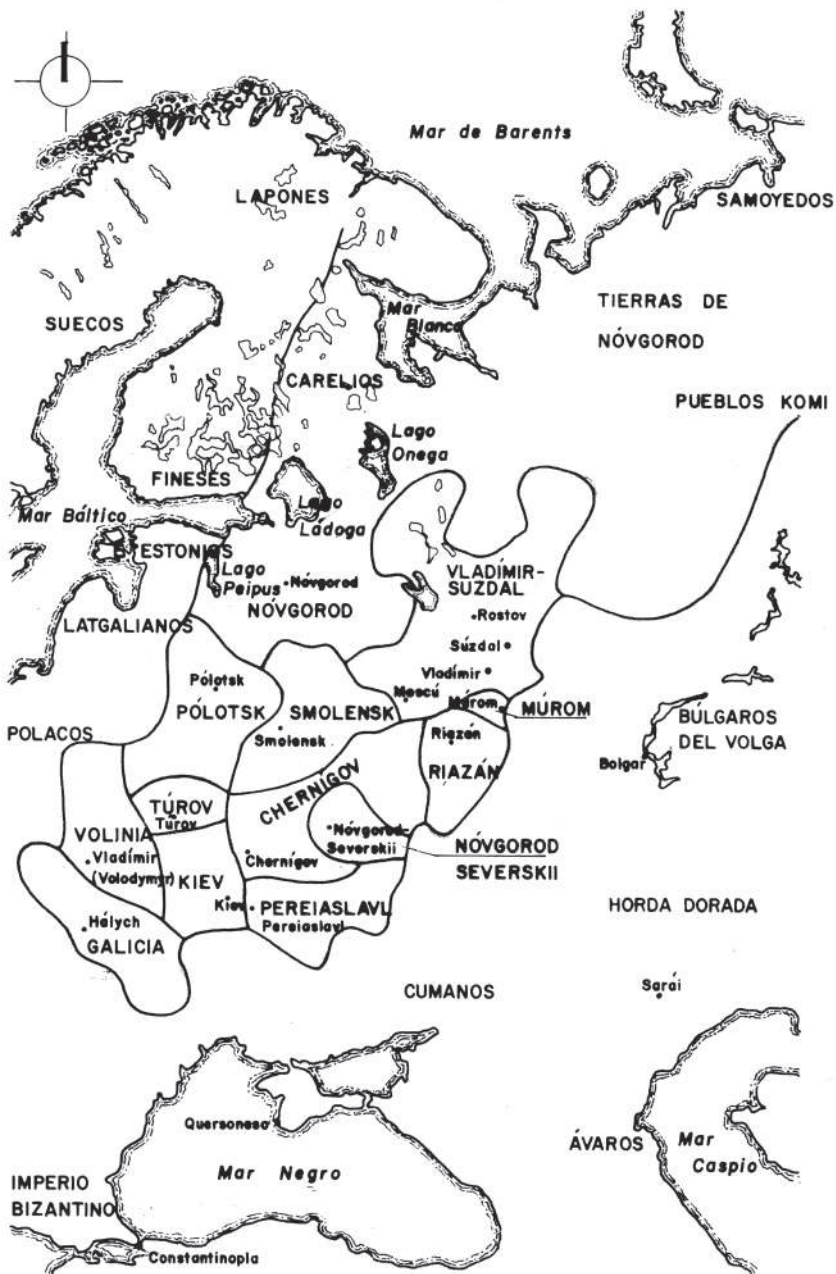 Mar de Barents
LAPONES
SAMOYEDOS
SUECOS
Mar
Blanco
TIERRAS DE
NÓVGOROD
CARELIOS
PUEBLOS KOMI
Lago
Onega
FINESES
Lago
Ládoga
Mar Báltico
ESTONIOS
Lago
Peipus
Nóvgorod
NÓVGOROD
VLADÍMIR-
SUZDAL
Rostov
LATGALIANOS
Súzdal
Vladímir
Pólotsk
PÓLOTSK
SMOLENSK
Moscú
Múrom
MÚROM
Smolensk
Riazán
RIAZÁN
BÚLGAROS
DEL VOLGA
Bolgar
POLACOS
CHERNÍGOV
TÚROV
Túrov
VOLINIA
Vladímir
(Volodymyr)
Nóvgorod-
Severskii
NÓVGOROD
SEVERSKII
Chernígov
KIEV
Kiev
PEREIASLAVL
Pereiaslavl
HORDA DORADA
Hálych
GALICIA
CUMANOS
Sarái
Quersoneso
ÁVAROS
Mar
Caspio
Mar Negro
IMPERIO
BIZANTINO
Constantinopla